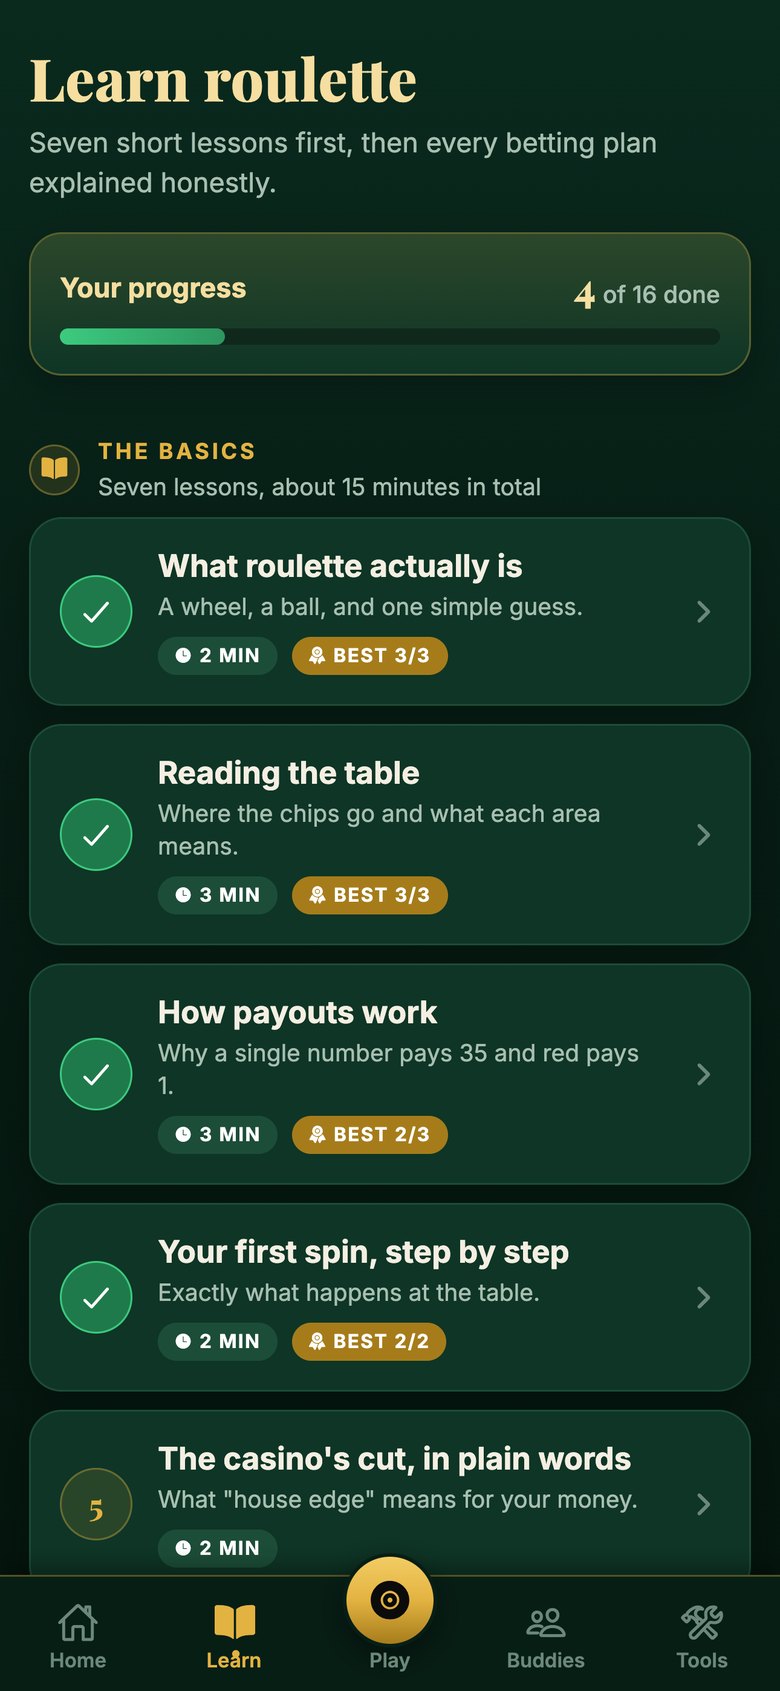 Learn roulette
Seven short lessons first, then every betting plan
explained honestly.
Your progress
4 of 16 done
THE BASICS
Seven lessons, about 15 minutes in total
What roulette actually is
A wheel, a ball, and one simple guess.
2 MIN BEST 3/3
Reading the table
Where the chips go and what each area
means.
3 MIN BEST 3/3
How payouts work
Why a single number pays 35 and red pays
1.
3 MIN BEST 2/3
Your first spin, step by step
Exactly what happens at the table.
2 MIN BEST 2/2
5
The casino's cut, in plain words
What "house edge" means for your money.
2 MIN
Home Learn Play Buddies Tools